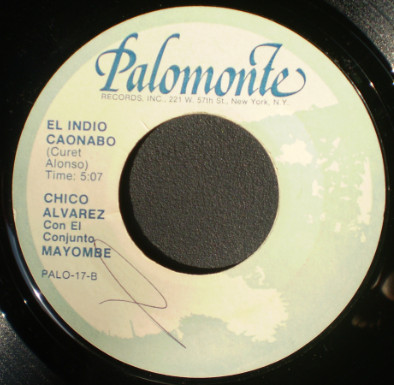 Palomonte
RECORDS, INC., 221 W. 57th St., New York, N.Y.
EL INDIO
CAONABO
(Curet
Alonso)
Time: 5:07
CHICO
ALVAREZ
Con El
Conjunto
MAYOMBE
PALO-17-B